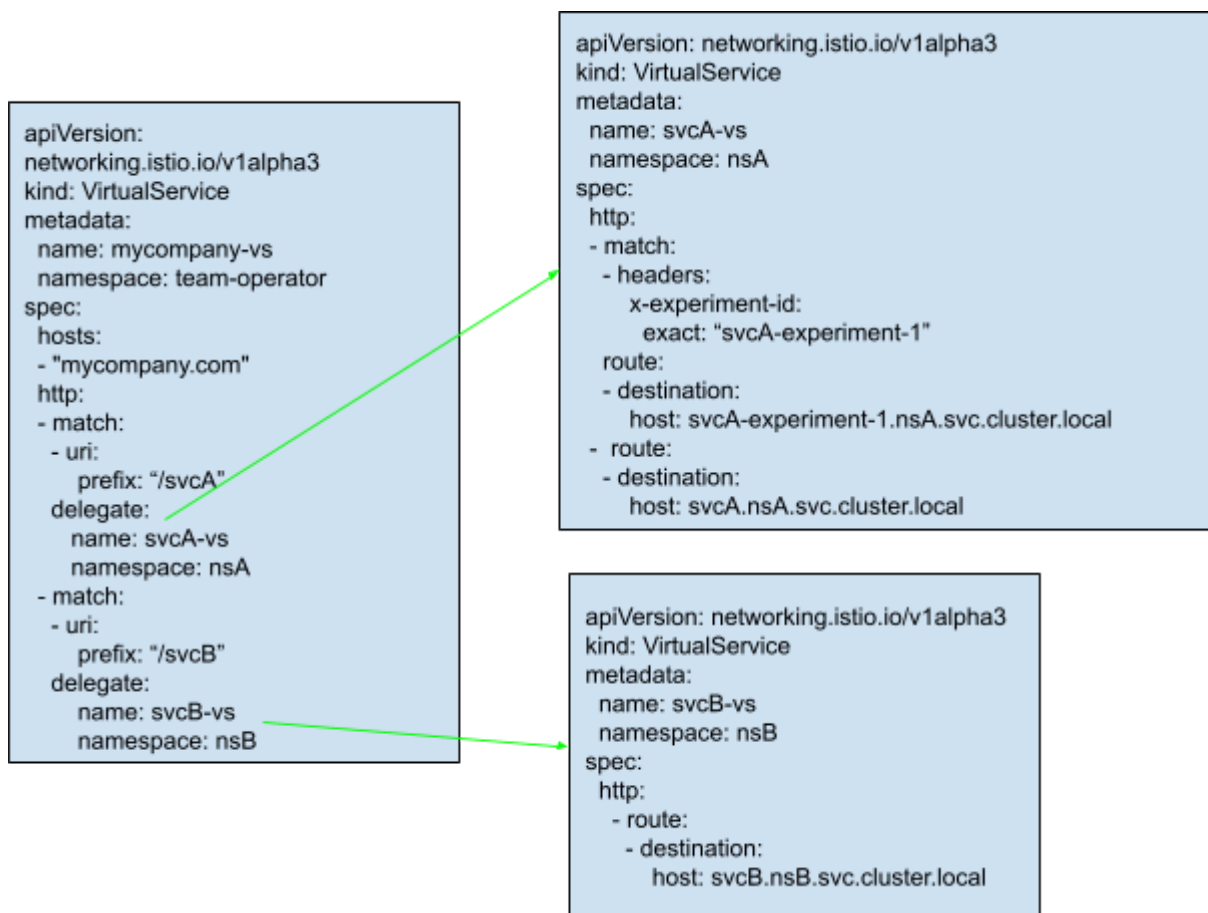 apiVersion:
networking.istio.io/v1alpha3
kind: VirtualService
metadata:
  name: mycompany-vs
  namespace: team-operator
spec:
  hosts:
  - "mycompany.com"
  http:
  - match:
    - uri:
        prefix: “/svcA”
    delegate:
       name: svcA-vs
       namespace: nsA
  - match:
    - uri:
        prefix: “/svcB”
    delegate:
        name: svcB-vs
        namespace: nsB
apiVersion: networking.istio.io/v1alpha3
kind: VirtualService
metadata:
  name: svcA-vs
  namespace: nsA
spec:
  http:
  - match:
    - headers:
        x-experiment-id:
          exact: “svcA-experiment-1”
    route:
    - destination:
        host: svcA-experiment-1.nsA.svc.cluster.local
  -  route:
    - destination:
        host: svcA.nsA.svc.cluster.local
apiVersion: networking.istio.io/v1alpha3
kind: VirtualService
metadata:
  name: svcB-vs
  namespace: nsB
spec:
  http:
    - route:
      - destination:
          host: svcB.nsB.svc.cluster.local